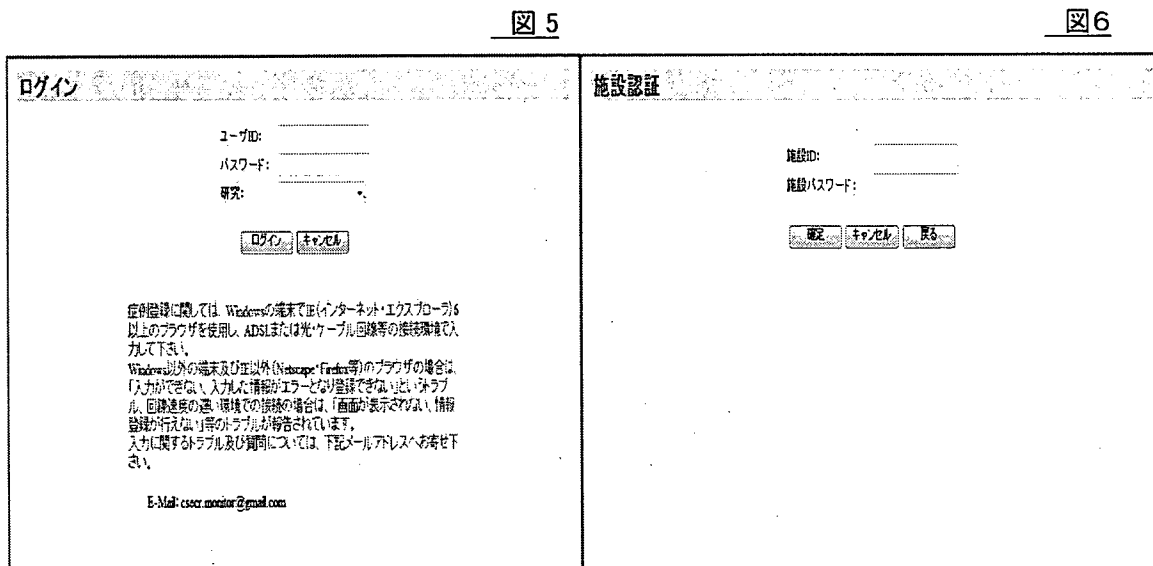 図 5
図6
ログイン
ユーザID:
パスワード:
研究:
ログイン キャンセル
症例登録に関しては、Windowsの端末でIE(インターネット・エクスプローラ)6
以上のブラウザを使用し、ADSLまたは光・ケーブル回線等の接続環境で入
力して下さい。
Windows以外の端末及びIE以外(Netscape・Firefox等)のブラウザの場合は、
「入力ができない、入力した情報がエラーとなり登録できない」というトラブ
ル、回線速度の遅い環境での接続の場合は、「画面が表示されない、情報
登録が行えない」等のトラブルが報告されています。
入力に関するトラブル及び質問については、下記メールアドレスへお寄せ下
さい。
E-Mail: csecr.monitor@gmail.com
施設認証
施設ID:
施設パスワード:
確定 キャンセル 戻る